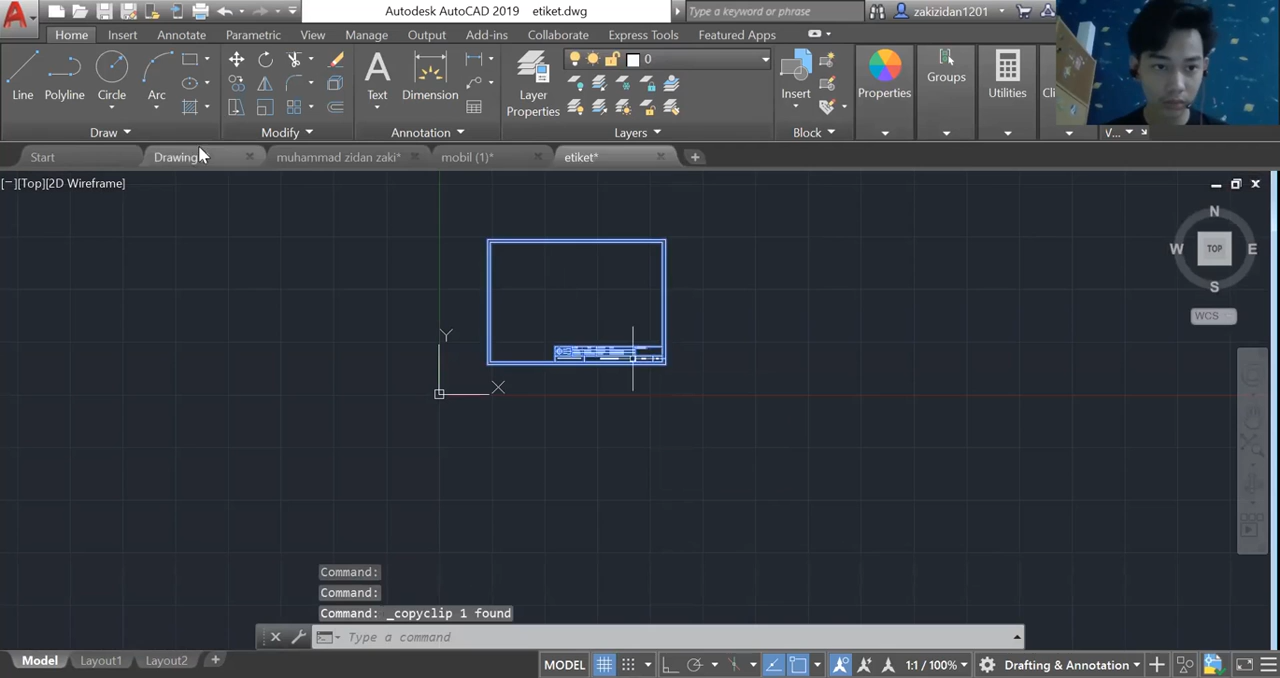 Autodesk AutoCAD 2019 etiket.dwg
Type a keyword or phrase
zakizidan1201
Home Insert Annotate Parametric View Manage Output Add-ins Collaborate Express Tools Featured Apps
Line Polyline Circle Arc
Text Dimension
Layer
Properties
0
Insert
Properties
Groups
Utilities
Draw Modify Annotation Layers Block
V...
Start Drawing muhammad zidan zaki* mobil (1)* etiket*
[−][Top][2D Wireframe]
N
W TOP E
S
WCS
Y
X
Command:
Command:
Command: _copyclip 1 found
Type a command
Model Layout1 Layout2
MODEL 1:1 / 100% Drafting & Annotation